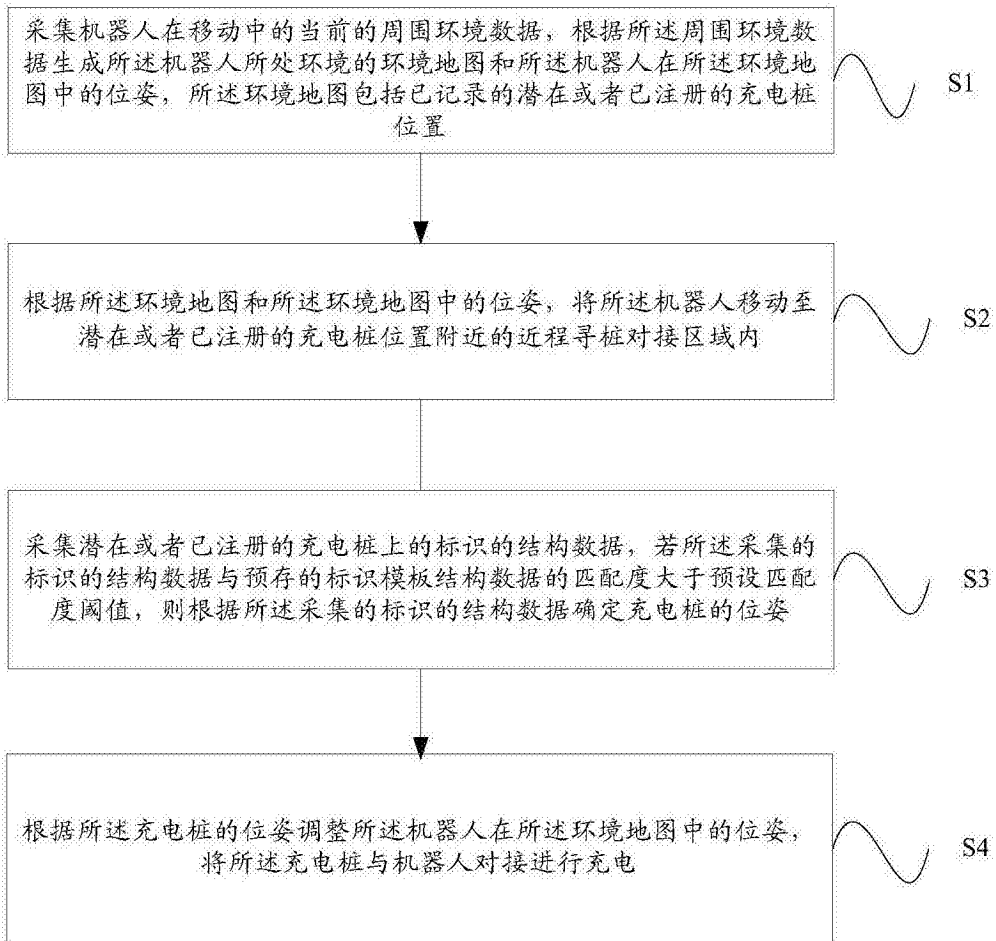 采集机器人在移动中的当前的周围环境数据，根据所述周围环境数
据生成所述机器人所处环境的环境地图和所述机器人在所述环境地
图中的位姿，所述环境地图包括已记录的潜在或者已注册的充电桩
位置
S1
根据所述环境地图和所述环境地图中的位姿，将所述机器人移动至
潜在或者已注册的充电桩位置附近的近程寻桩对接区域内
S2
采集潜在或者已注册的充电桩上的标识的结构数据，若所述采集的
标识的结构数据与预存的标识模板结构数据的匹配度大于预设匹配
度阈值，则根据所述采集的标识的结构数据确定充电桩的位姿
S3
根据所述充电桩的位姿调整所述机器人在所述环境地图中的位姿，
将所述充电桩与机器人对接进行充电
S4